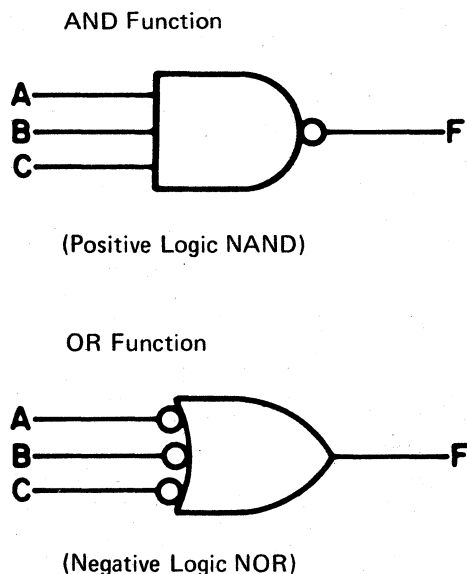 AND Function
A
B
C
F
(Positive Logic NAND)
OR Function
A
B
C
F
(Negative Logic NOR)